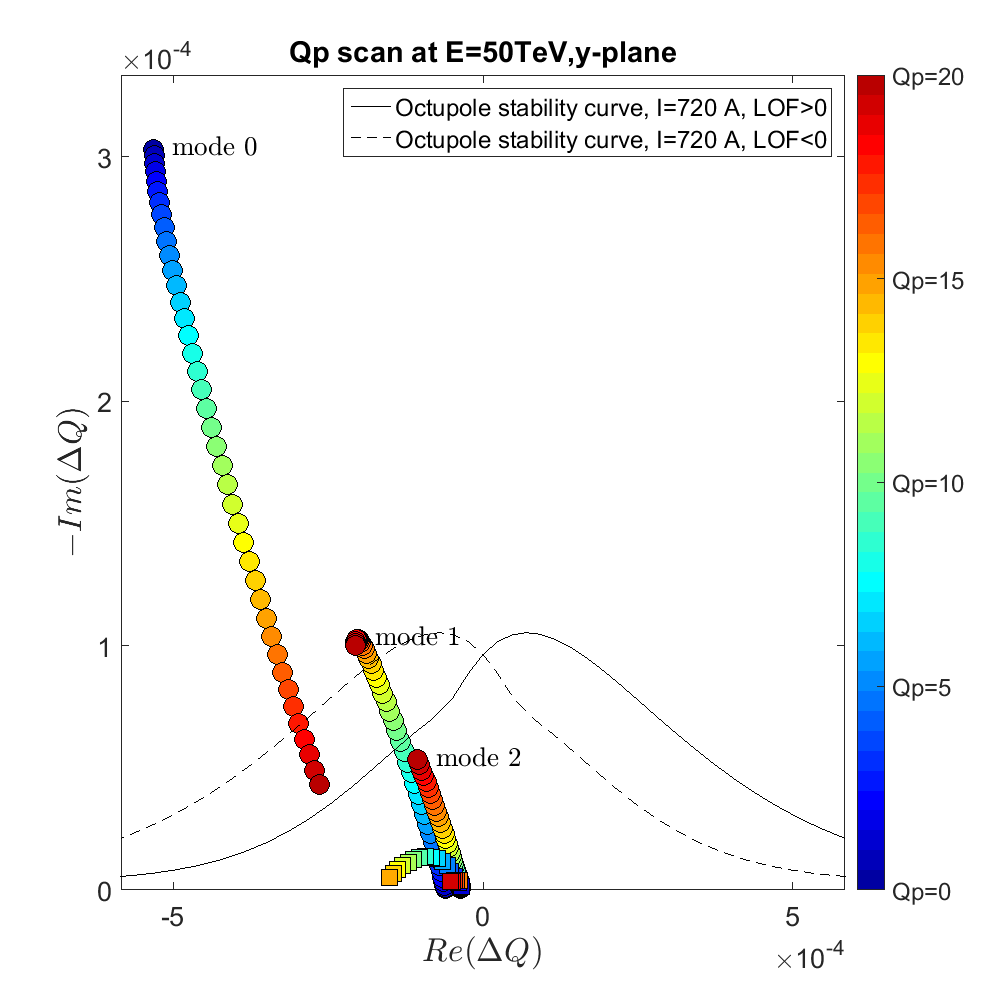 Qp scan at E=50TeV,y-plane
×10⁻⁴
Octupole stability curve, I=720 A, LOF>0
Octupole stability curve, I=720 A, LOF<0
mode 0
mode 1
mode 2
3
2
1
0
−Im(ΔQ)
-5
0
5
Re(ΔQ)
×10⁻⁴
Qp=20
Qp=15
Qp=10
Qp=5
Qp=0